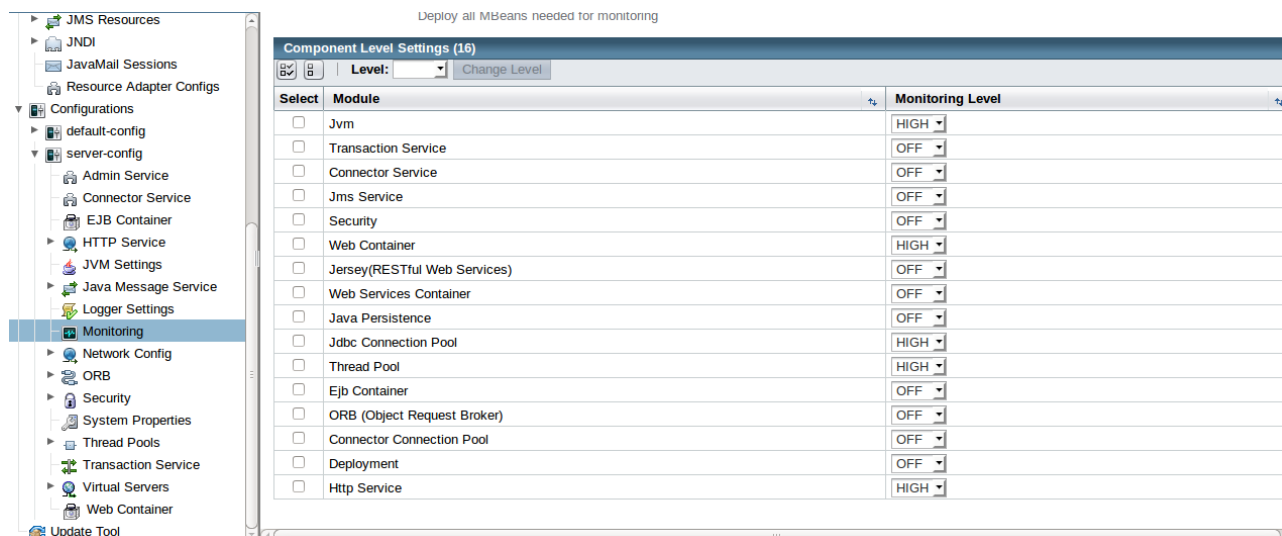 JMS Resources
JNDI
JavaMail Sessions
Resource Adapter Configs
Configurations
default-config
server-config
Admin Service
Connector Service
EJB Container
HTTP Service
JVM Settings
Java Message Service
Logger Settings
Monitoring
Network Config
ORB
Security
System Properties
Thread Pools
Transaction Service
Virtual Servers
Web Container
Update Tool
Deploy all MBeans needed for monitoring
Component Level Settings (16)
Level: Change Level
Select Module Monitoring Level
Jvm HIGH
Transaction Service OFF
Connector Service OFF
Jms Service OFF
Security OFF
Web Container HIGH
Jersey(RESTful Web Services) OFF
Web Services Container OFF
Java Persistence OFF
Jdbc Connection Pool HIGH
Thread Pool HIGH
Ejb Container OFF
ORB (Object Request Broker) OFF
Connector Connection Pool OFF
Deployment OFF
Http Service HIGH